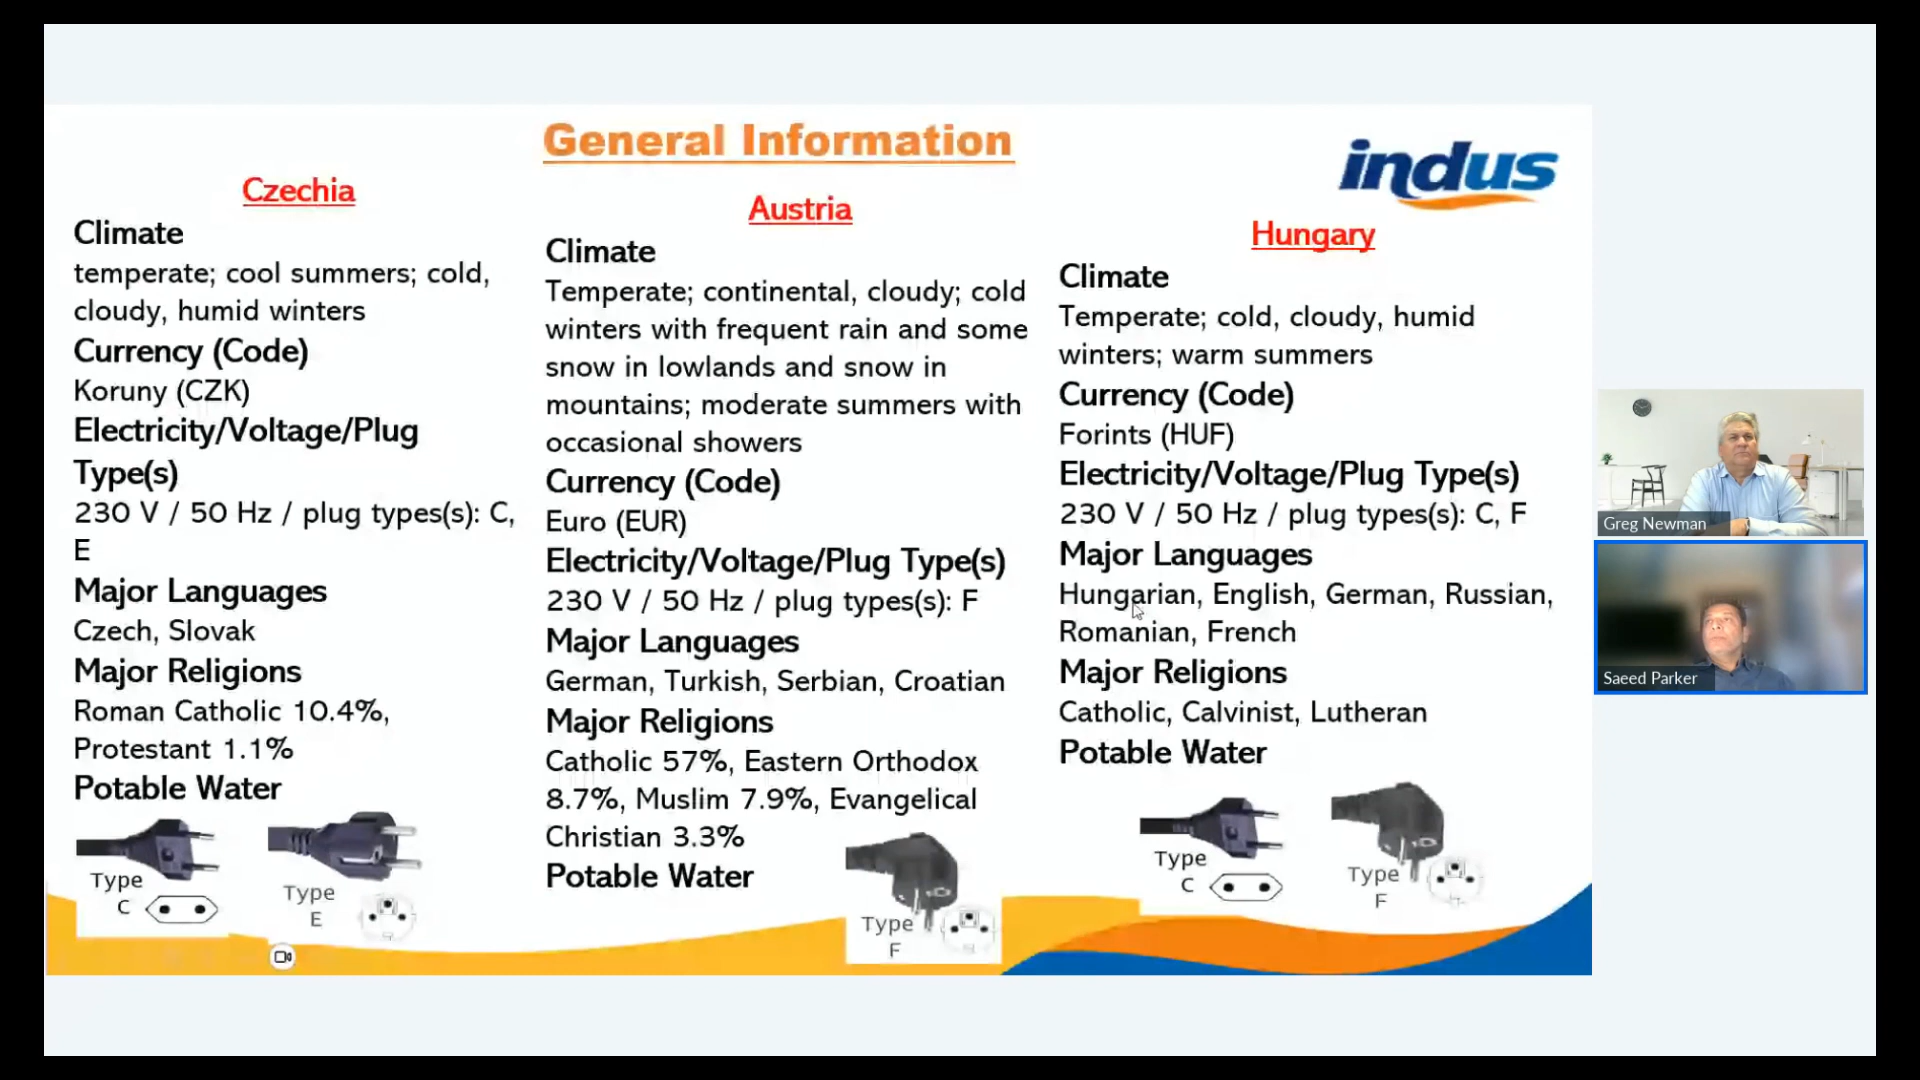 General Information
indus
Czechia
Climate
temperate; cool summers; cold,
cloudy, humid winters
Currency (Code)
Koruny (CZK)
Electricity/Voltage/Plug
Type(s)
230 V / 50 Hz / plug types(s): C,
E
Major Languages
Czech, Slovak
Major Religions
Roman Catholic 10.4%,
Protestant 1.1%
Potable Water
Type
C
Type
E
Austria
Climate
Temperate; continental, cloudy; cold
winters with frequent rain and some
snow in lowlands and snow in
mountains; moderate summers with
occasional showers
Currency (Code)
Euro (EUR)
Electricity/Voltage/Plug Type(s)
230 V / 50 Hz / plug types(s): F
Major Languages
German, Turkish, Serbian, Croatian
Major Religions
Catholic 57%, Eastern Orthodox
8.7%, Muslim 7.9%, Evangelical
Christian 3.3%
Potable Water
Type
F
Hungary
Climate
Temperate; cold, cloudy, humid
winters; warm summers
Currency (Code)
Forints (HUF)
Electricity/Voltage/Plug Type(s)
230 V / 50 Hz / plug types(s): C, F
Major Languages
Hungarian, English, German, Russian,
Romanian, French
Major Religions
Catholic, Calvinist, Lutheran
Potable Water
Type
C
Type
F
Greg Newman
Saeed Parker